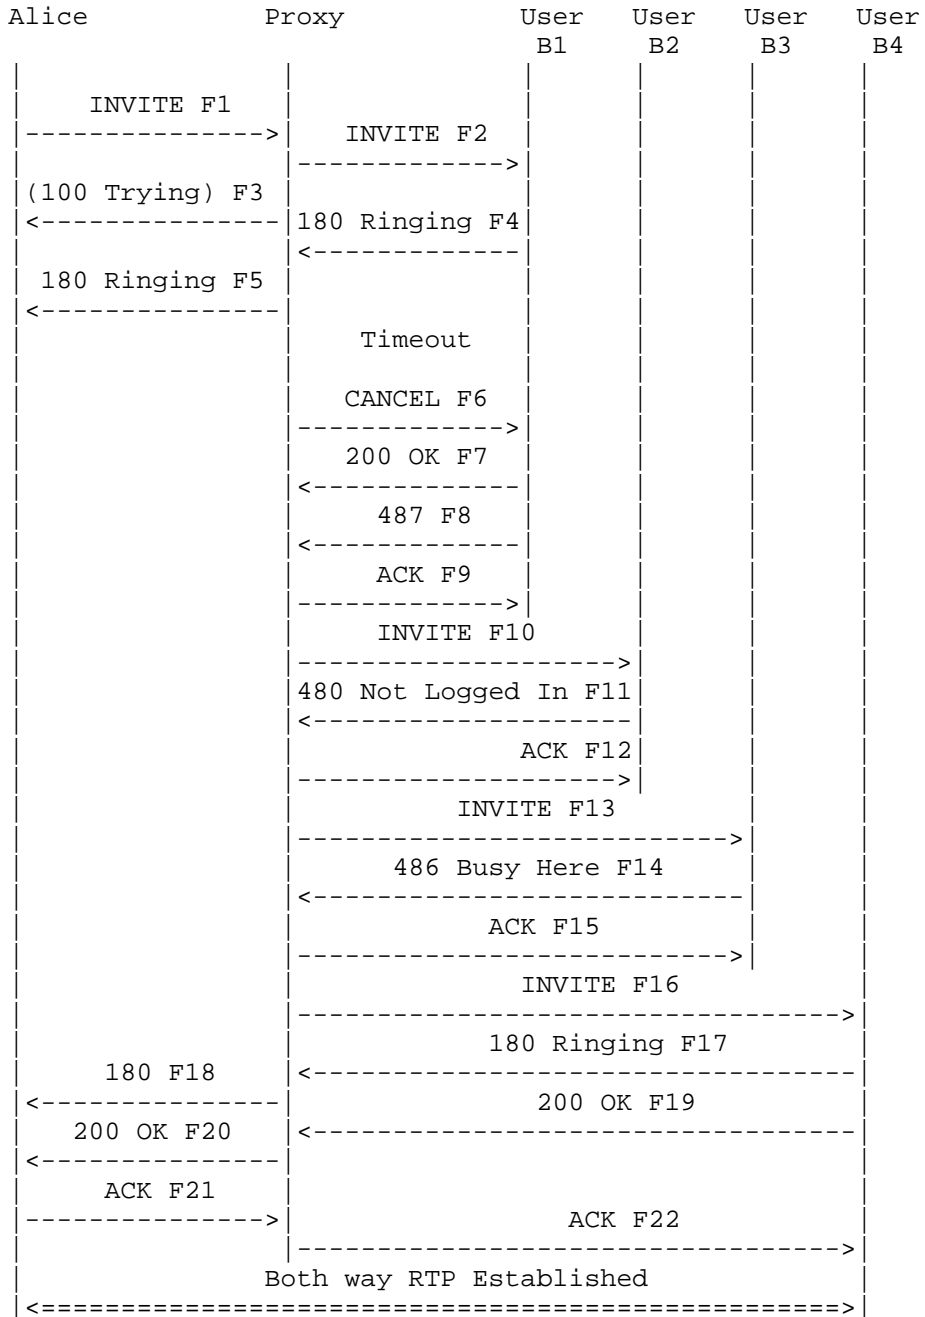 Alice Proxy User User User User
B1 B2 B3 B4
INVITE F1
INVITE F2
(100 Trying) F3
180 Ringing F4
180 Ringing F5
Timeout
CANCEL F6
200 OK F7
487 F8
ACK F9
INVITE F10
480 Not Logged In F11
ACK F12
INVITE F13
486 Busy Here F14
ACK F15
INVITE F16
180 Ringing F17
180 F18
200 OK F19
200 OK F20
ACK F21
ACK F22
Both way RTP Established